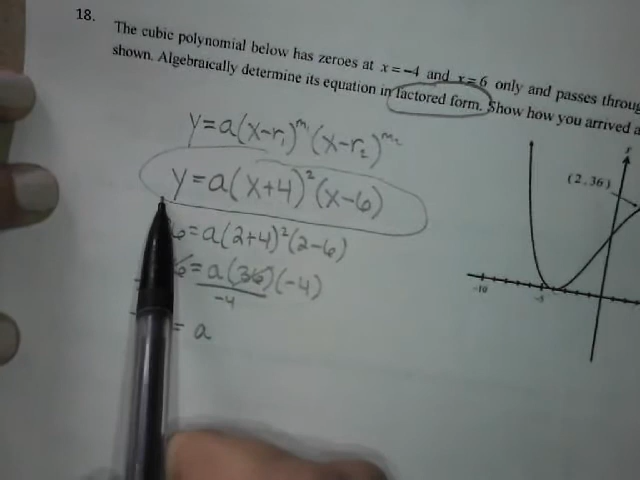 18.
The cubic polynomial below has zeroes at x = -4 and x = 6 only and passes
shown. Algebraically determine its equation in factored form. Show how you arrived
y=a(x-r₁)^m₁(x-r₂)^m₂
y=a(x+4)²(x-6)
6=a(2+4)²(2-6)
6=a(36)(-4)
-4
= a
y
(2,36)
-10
-5
x